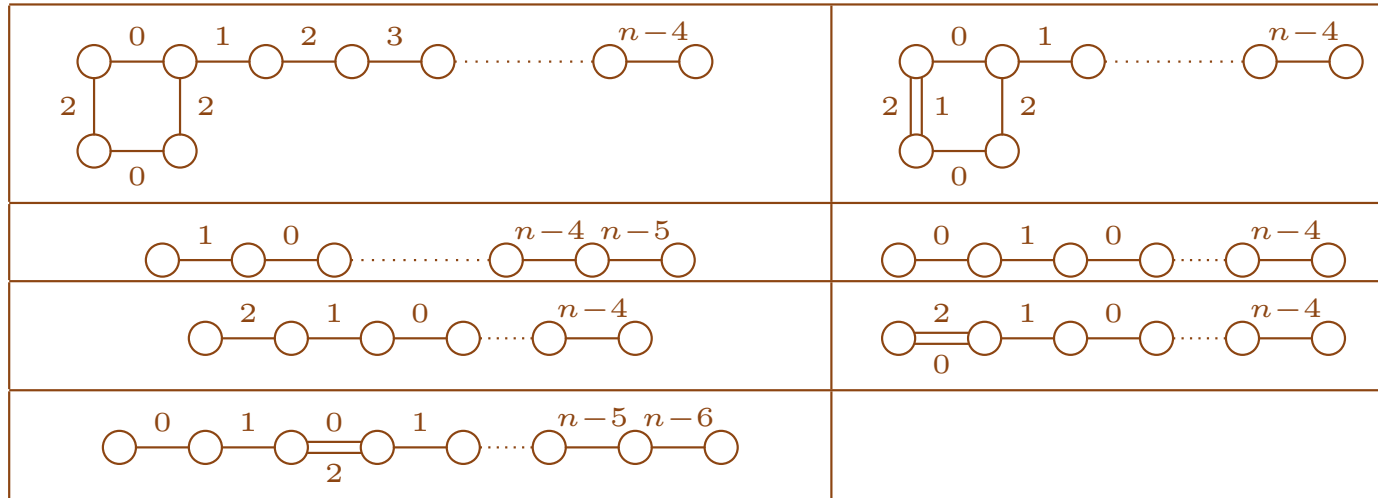 0 1 2 3 n−4
2 2
0
0 1 n−4
2 1 2
0
1 0 n−4 n−5
0 1 0 n−4
2 1 0 n−4
2 1 0 n−4
0
0 1 0 1 n−5 n−6
2